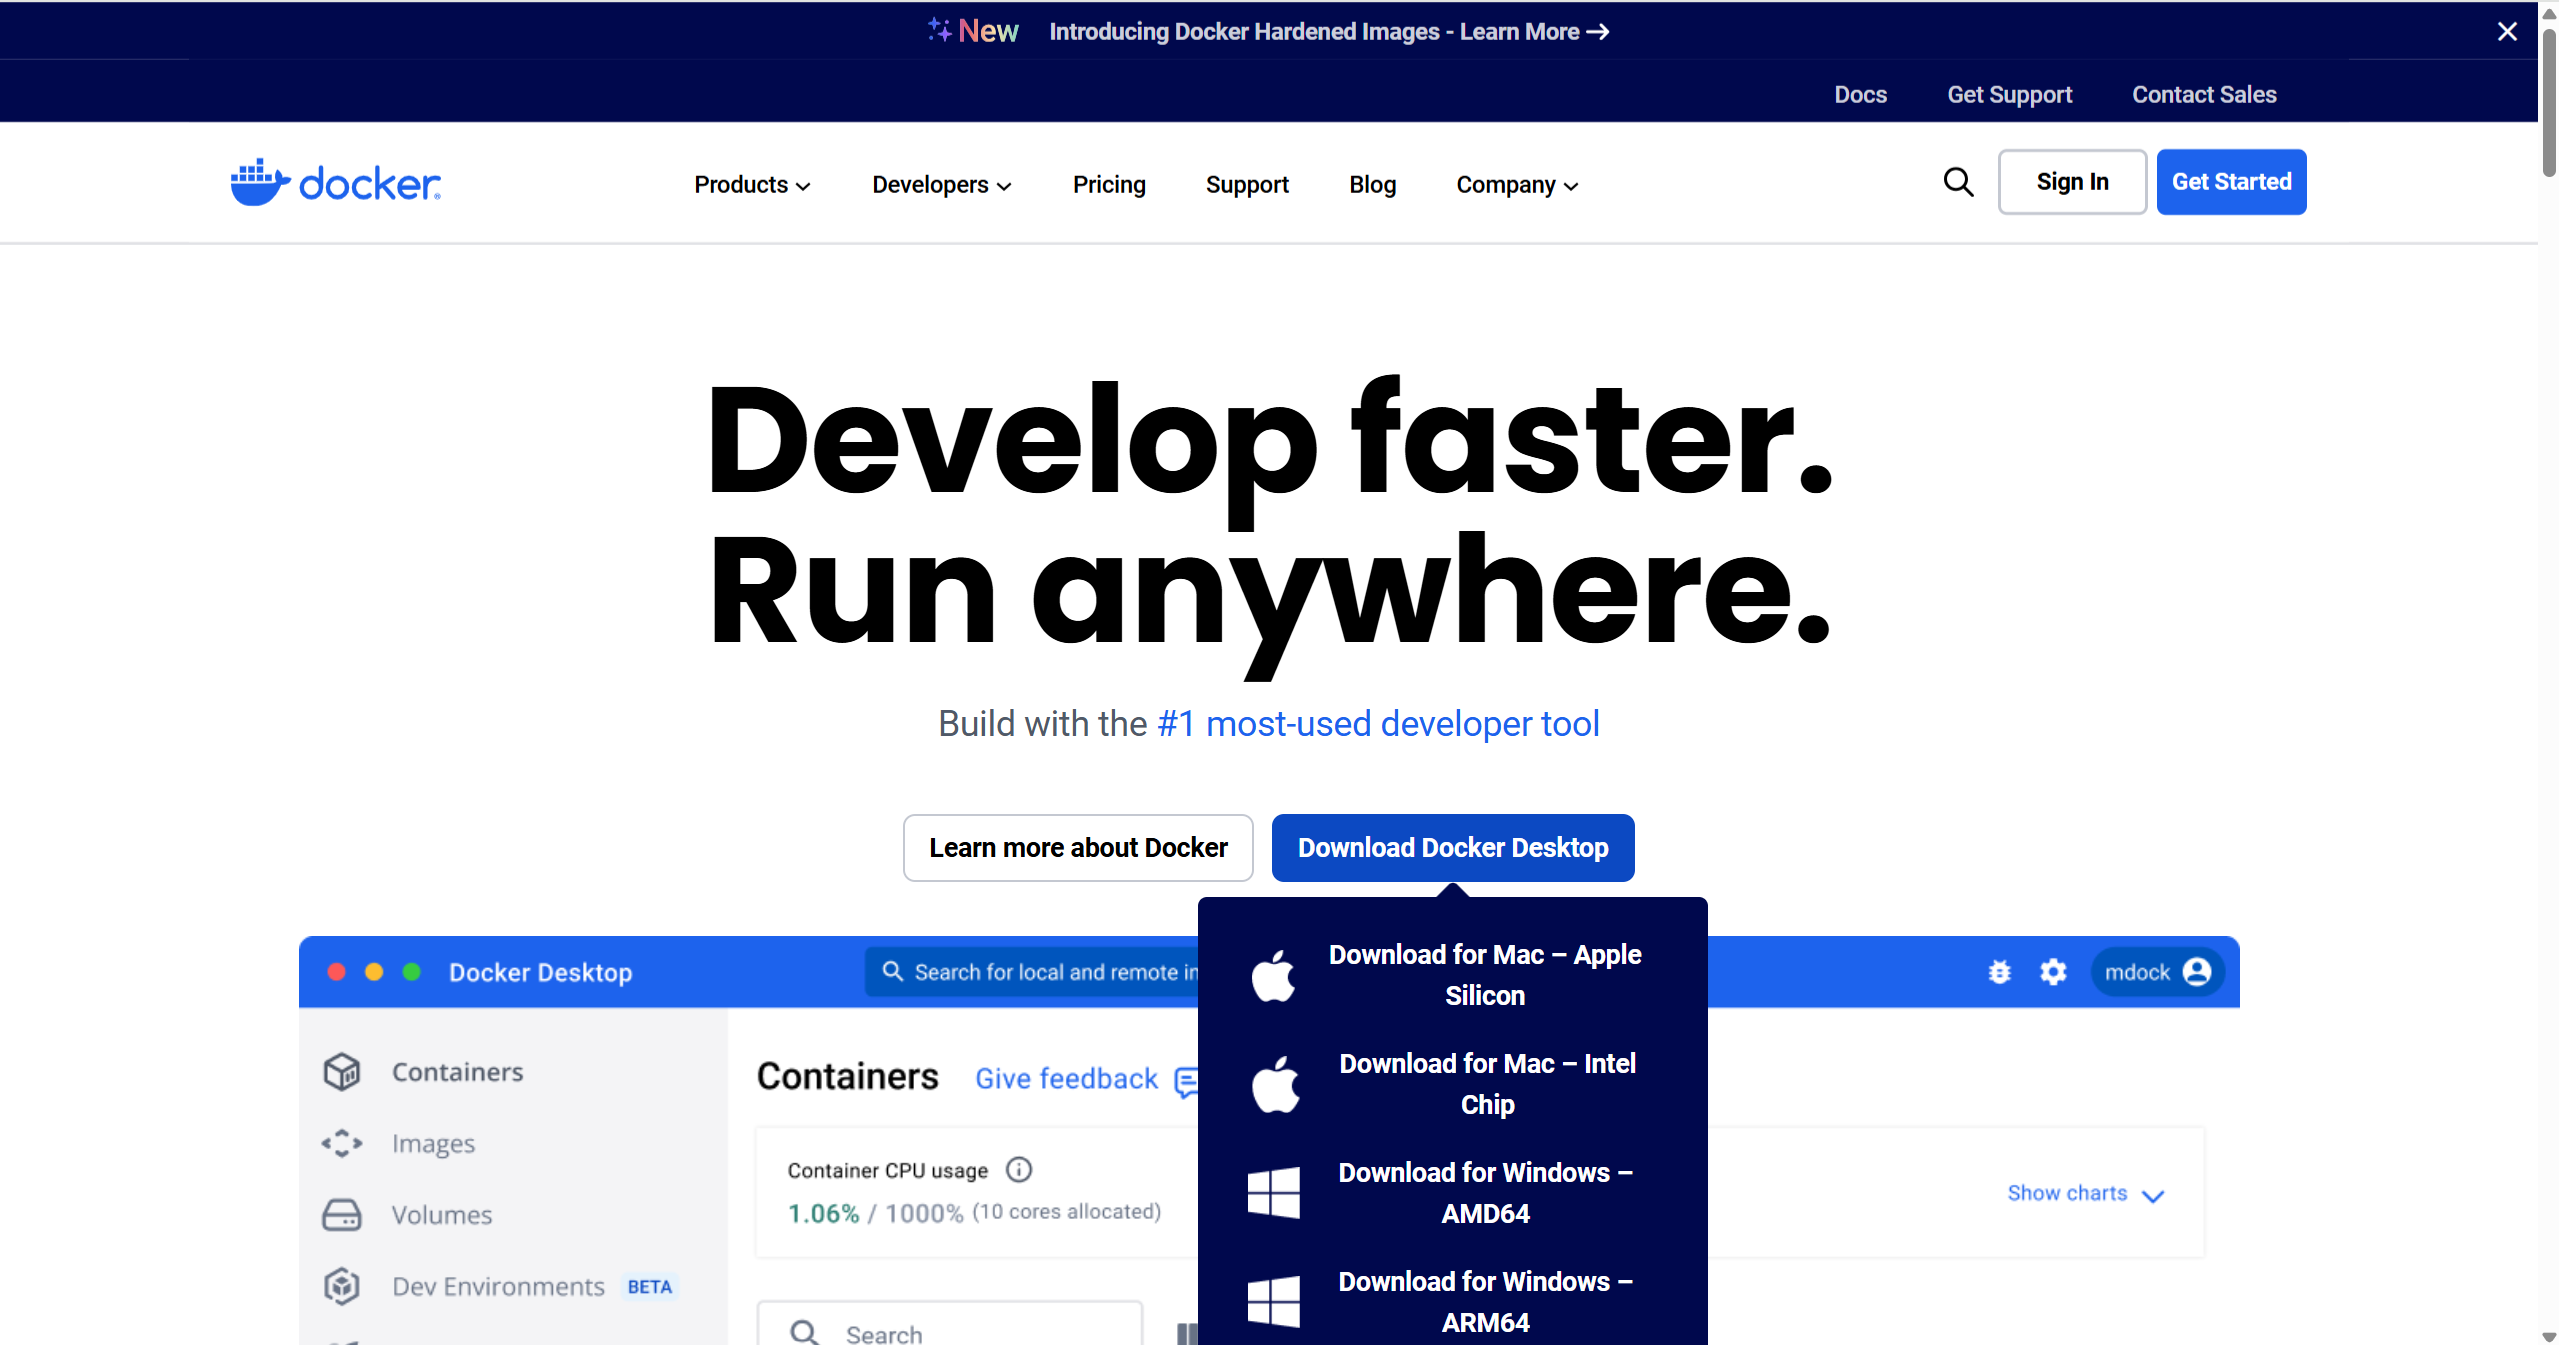 New Introducing Docker Hardened Images - Learn More →
Docs Get Support Contact Sales
docker
Products Developers Pricing Support Blog Company Sign In Get Started
Develop faster.
Run anywhere.
Build with the #1 most-used developer tool
Learn more about Docker Download Docker Desktop
Download for Mac – Apple
Silicon
Download for Mac – Intel
Chip
Download for Windows –
AMD64
Download for Windows –
ARM64
Docker Desktop Search for local and remote mdock
Containers
Images
Volumes
Dev Environments BETA
Containers Give feedback
Container CPU usage
1.06% / 1000% (10 cores allocated)
Show charts
Search